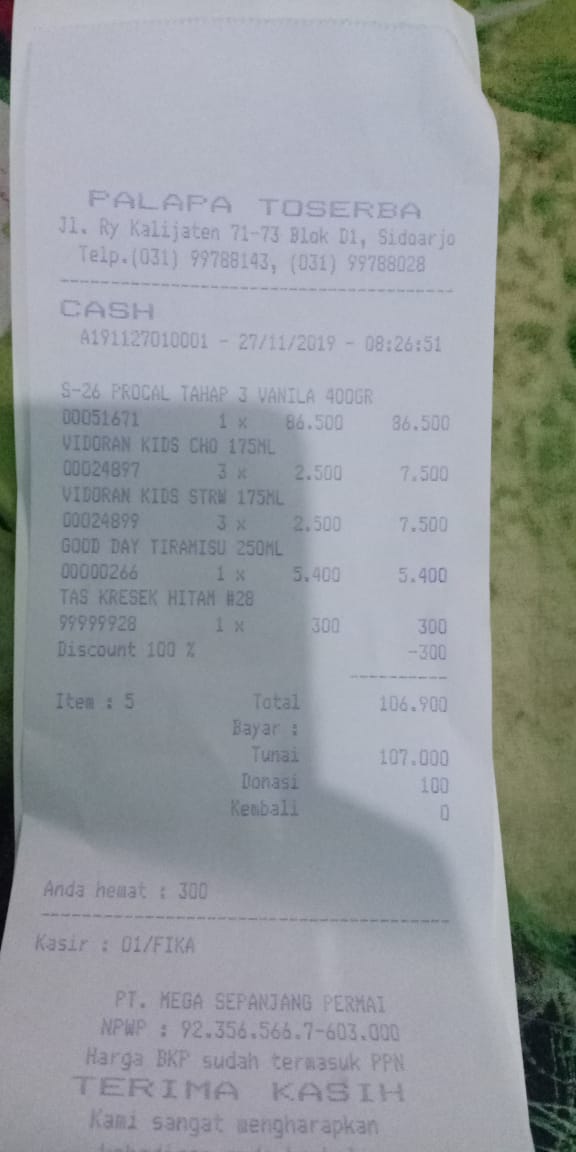 PALAPA TOSERBA
Jl. Ry Kalijaten 71-73 Blok D1, Sidoarjo
Telp.(031) 99788143, (031) 99788028
CASH
A191127010001 - 27/11/2019 - 08:26:51
S-26 PROCAL TAHAP 3 VANILA 400GR
00051671 1 x 86.500 86.500
VIDORAN KIDS CHO 175ML
00024897 3 x 2.500 7.500
VIDORAN KIDS STRW 175ML
00024899 3 x 2.500 7.500
GOOD DAY TIRAMISU 250ML
00000266 1 x 5.400 5.400
TAS KRESEK HITAM #28
99999928 1 x 300 300
Discount 100 % -300
Item : 5 Total 106.900
Bayar :
Tunai 107.000
Donasi 100
Kembali 0
Anda hemat : 300
Kasir : 01/FIKA
PT. MEGA SEPANJANG PERMAI
NPWP : 92.356.566.7-603.000
Harga BKP sudah termasuk PPN
TERIMA KASIH
Kami sangat mengharapkan